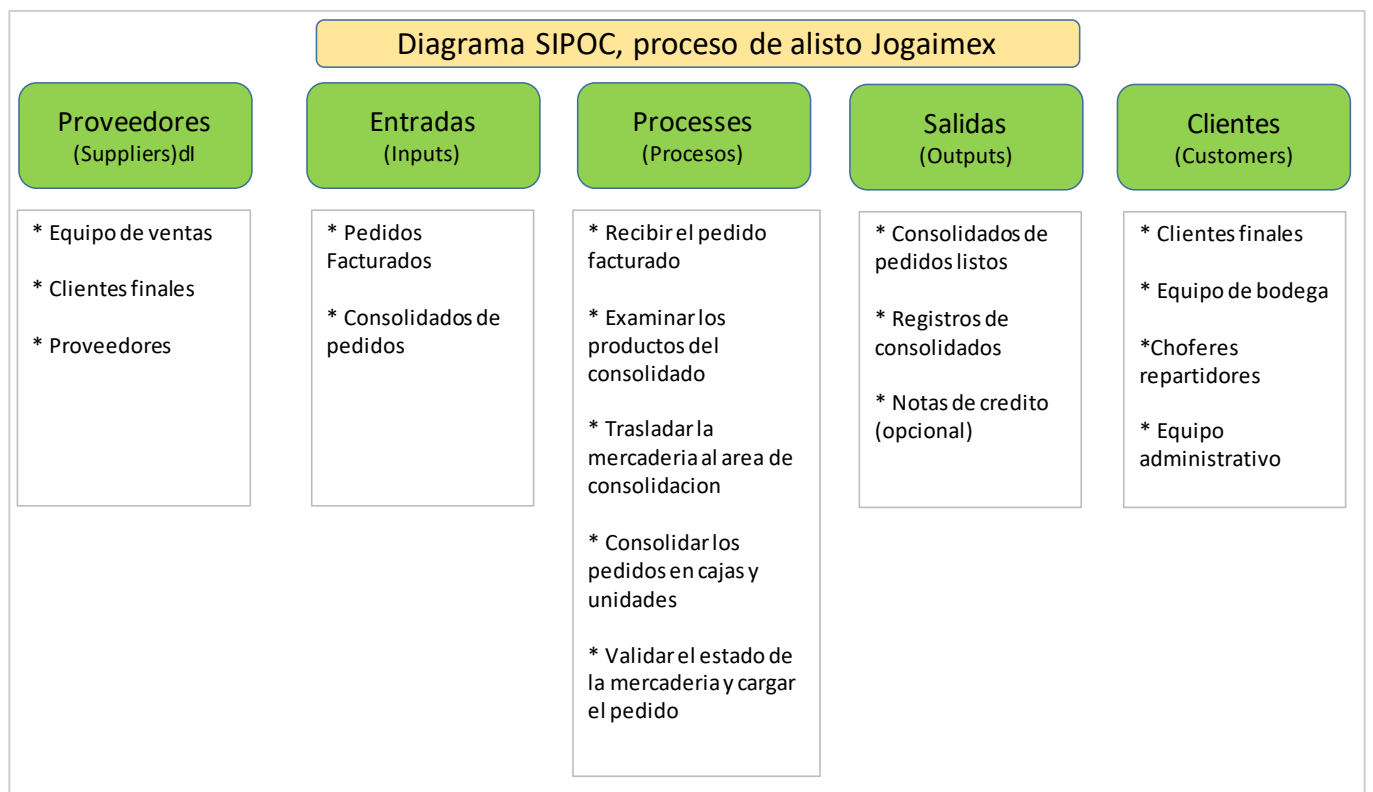 Diagrama SIPOC, proceso de alisto Jogaimex
Proveedores
(Suppliers)dl
Entradas
(Inputs)
Processes
(Procesos)
Salidas
(Outputs)
Clientes
(Customers)
* Equipo de ventas
* Clientes finales
* Proveedores
* Pedidos
Facturados
* Consolidados de
pedidos
* Recibir el pedido
facturado
* Examinar los
productos del
consolidado
* Trasladar la
mercaderia al area de
consolidacion
* Consolidar los
pedidos en cajas y
unidades
* Validar el estado de
la mercaderia y cargar
el pedido
* Consolidados de
pedidos listos
* Registros de
consolidados
* Notas de credito
(opcional)
* Clientes finales
* Equipo de bodega
*Choferes
repartidores
* Equipo
administrativo